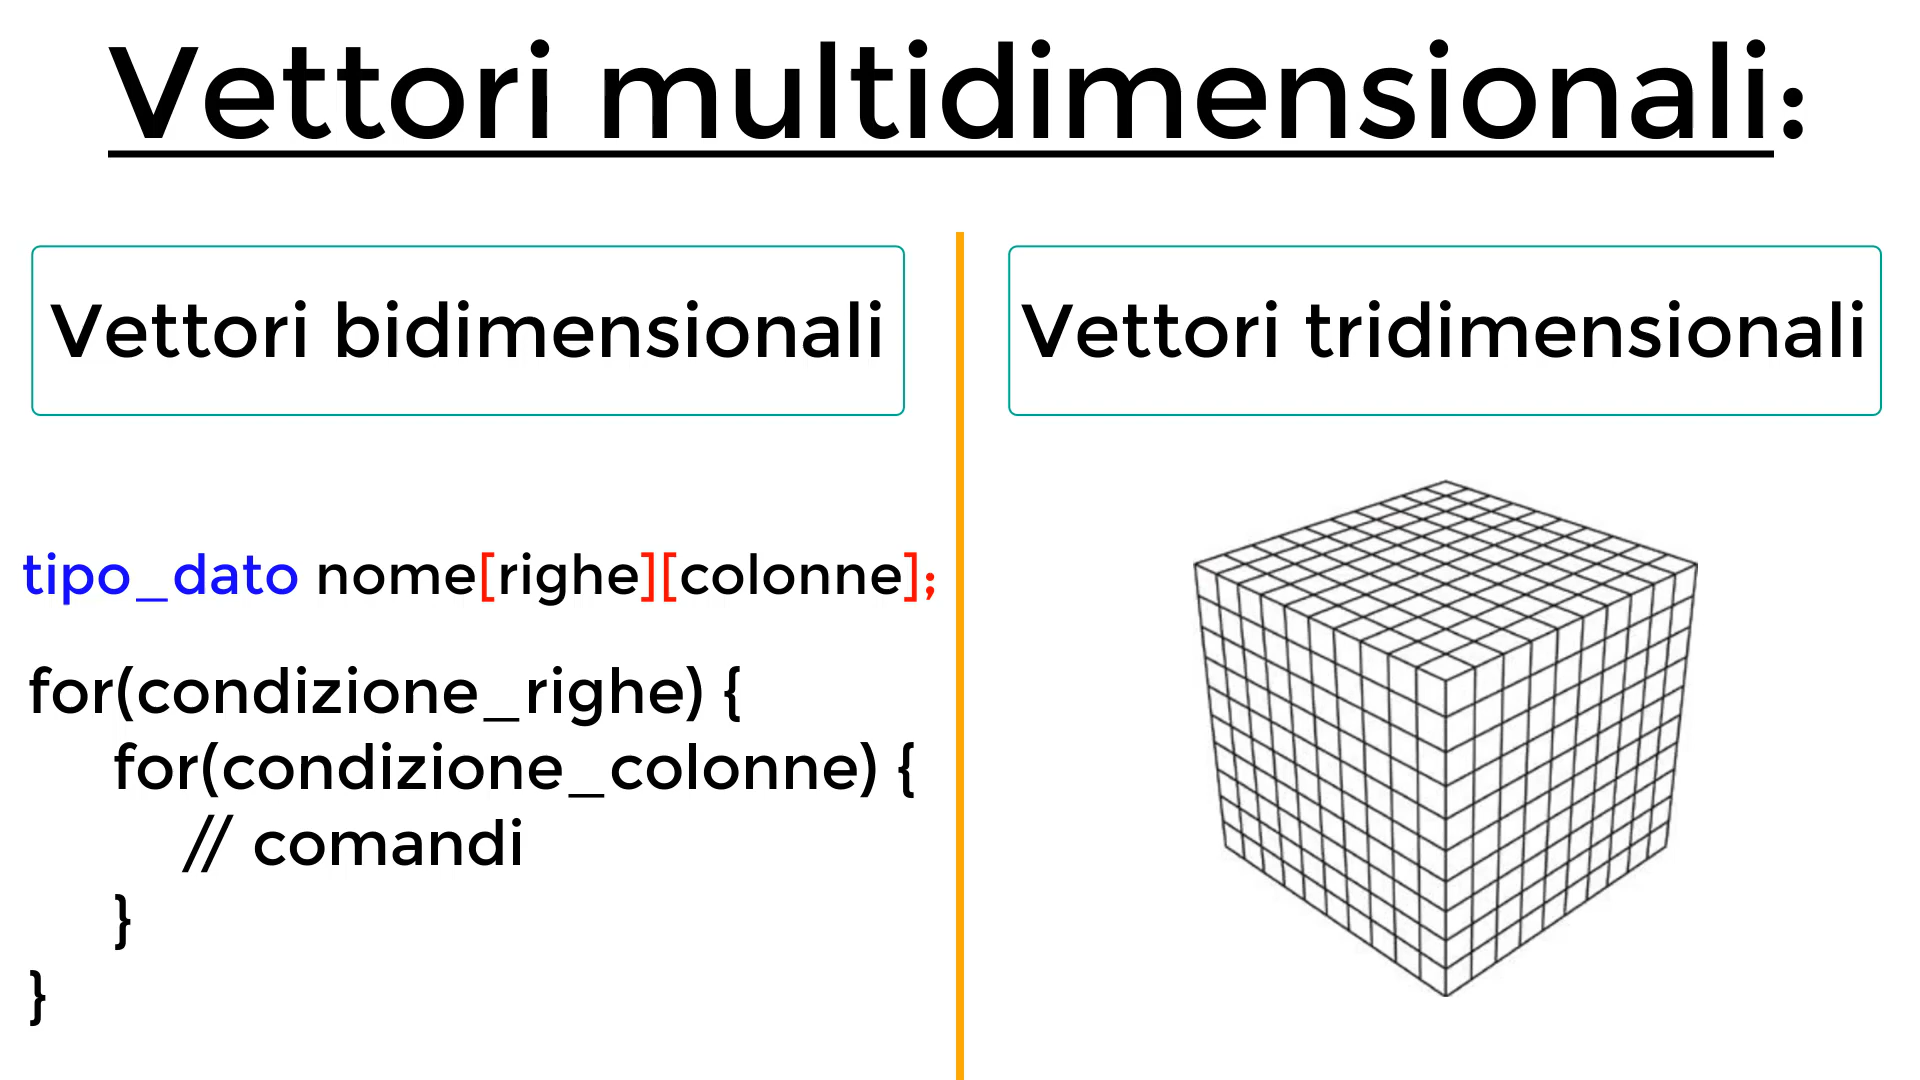 Vettori multidimensionali:
Vettori bidimensionali
tipo_dato nome[righe][colonne];
for(condizione_righe) {
for(condizione_colonne) {
// comandi
}
}
Vettori tridimensionali